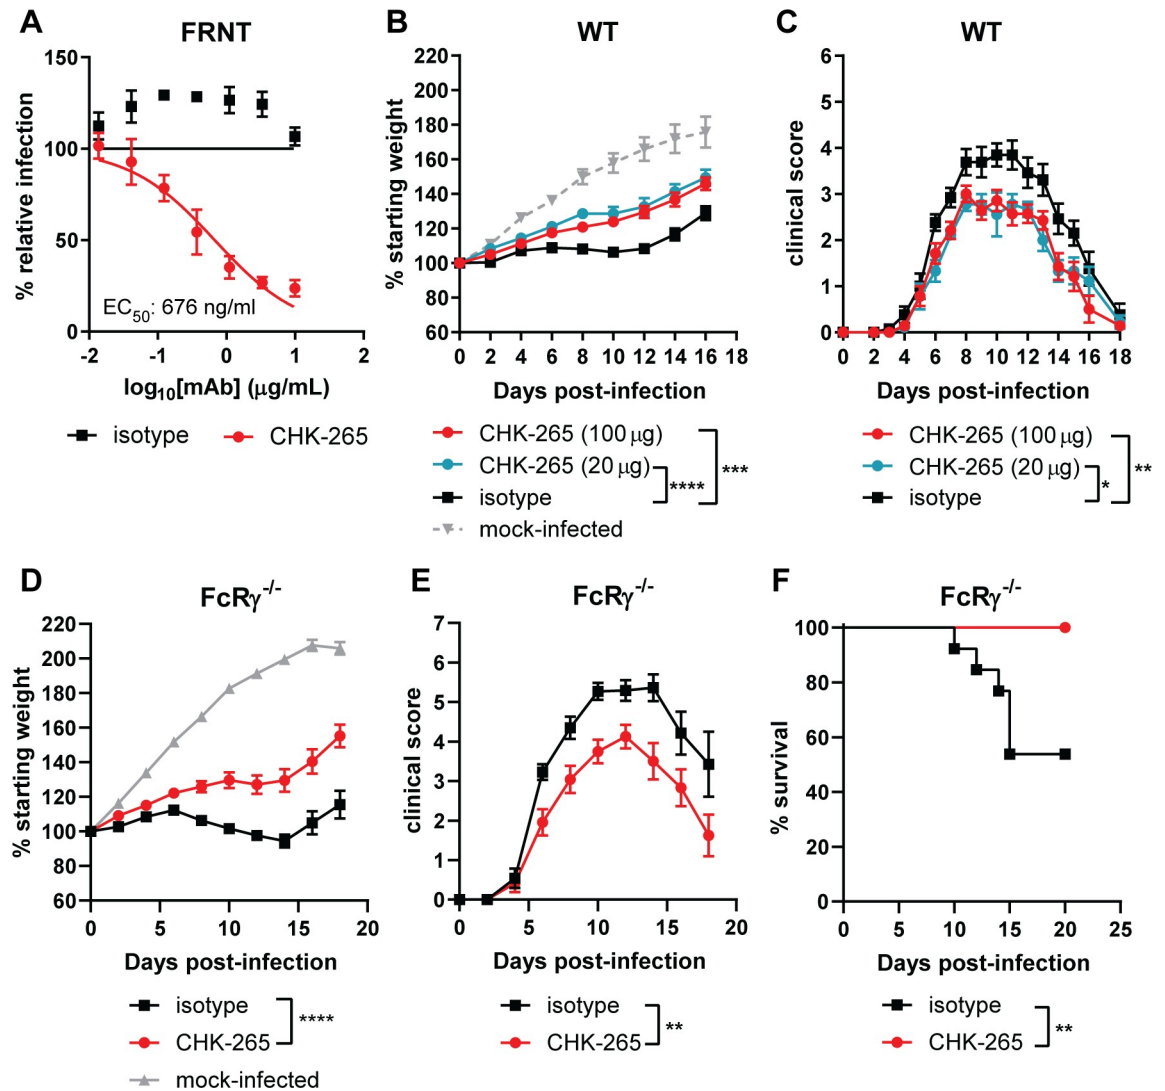 A
FRNT
% relative infection
150
100
50
0
EC50: 676 ng/ml
-2 -1 0 1 2
log10[mAb] (μg/mL)
isotype CHK-265
B
WT
% starting weight
220
200
180
160
140
120
100
80
60
0 2 4 6 8 10 12 14 16 18
Days post-infection
CHK-265 (100 μg)
CHK-265 (20 μg)
isotype
mock-infected
****
***
C
WT
clinical score
6
5
4
3
2
1
0
0 2 4 6 8 10 12 14 16 18
Days post-infection
CHK-265 (100 μg)
CHK-265 (20 μg)
isotype
*
**
D
FcRγ-/-
% starting weight
220
200
180
160
140
120
100
80
60
0 5 10 15 20
Days post-infection
isotype
CHK-265
mock-infected
****
E
FcRγ-/-
clinical score
7
6
5
4
3
2
1
0
0 5 10 15 20
Days post-infection
isotype
CHK-265
**
F
FcRγ-/-
% survival
100
80
60
40
20
0
0 5 10 15 20 25
Days post-infection
isotype
CHK-265
**